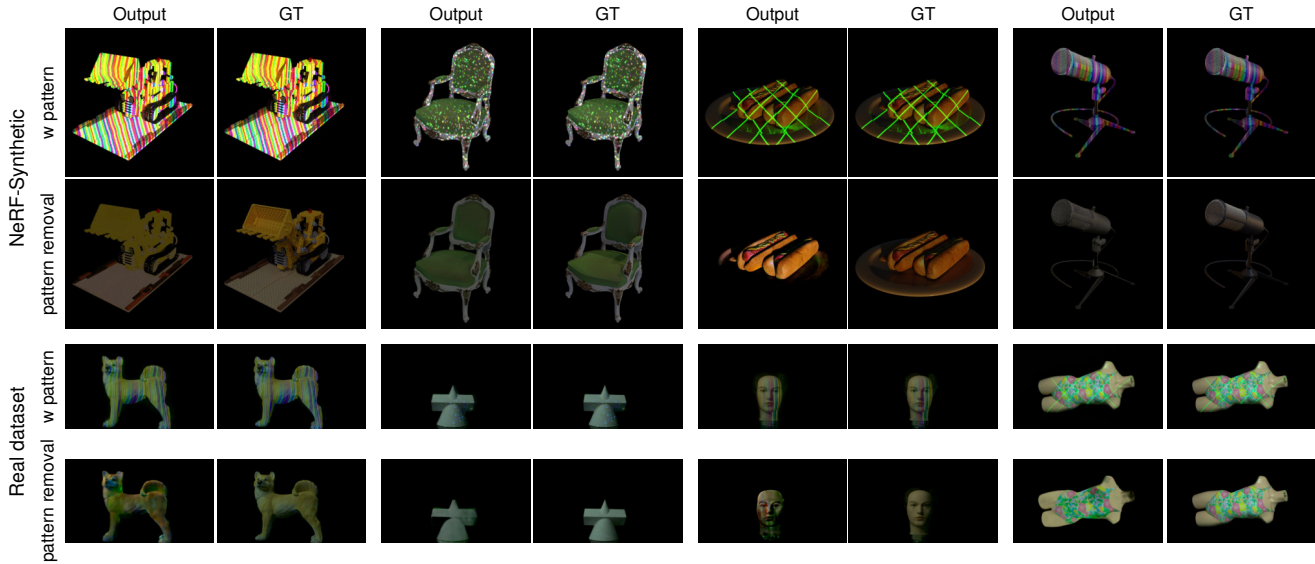 Output GT Output GT Output GT Output GT
NeRF-Synthetic
w pattern
pattern removal
Real dataset
w pattern
pattern removal